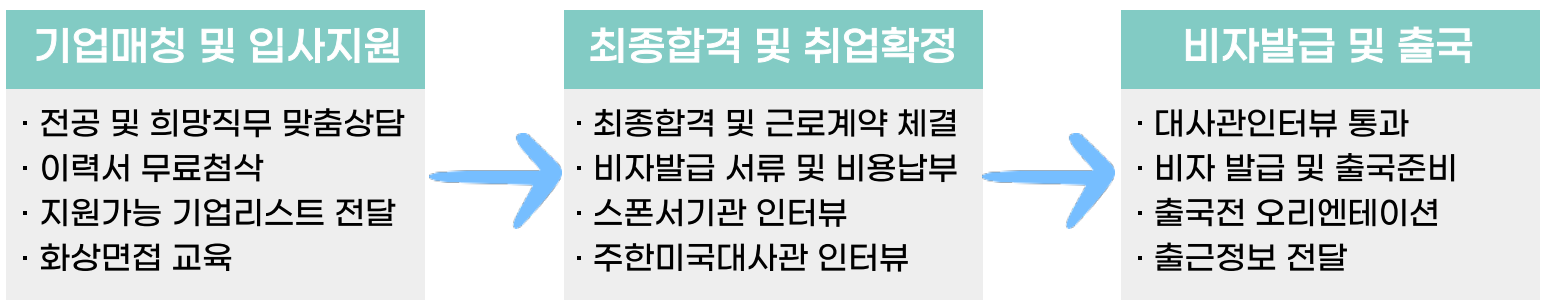 기업매칭 및 입사지원
· 전공 및 희망직무 맞춤상담
· 이력서 무료첨삭
· 지원가능 기업리스트 전달
· 화상면접 교육
최종합격 및 취업확정
· 최종합격 및 근로계약 체결
· 비자발급 서류 및 비용납부
· 스폰서기관 인터뷰
· 주한미국대사관 인터뷰
비자발급 및 출국
· 대사관인터뷰 통과
· 비자 발급 및 출국준비
· 출국전 오리엔테이션
· 출근정보 전달